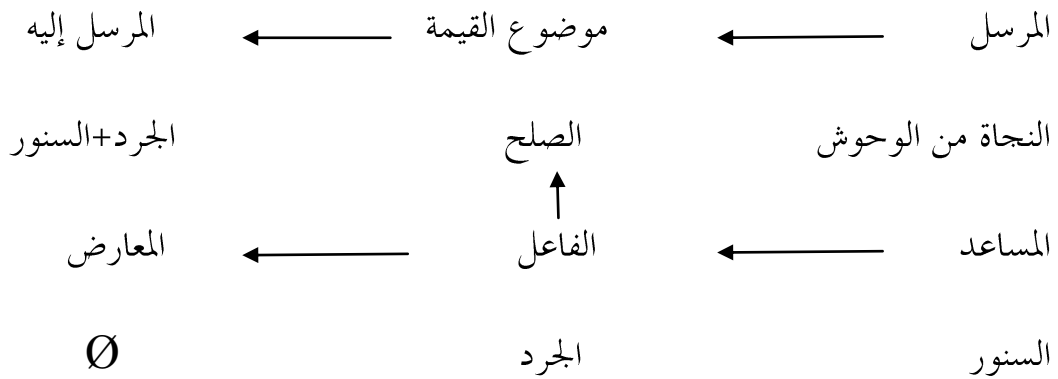 المرسل موضوع القيمة المرسل إليه
النجاة من الوحوش الصلح الجرد+السنور
المساعد الفاعل المعارض
السنور الجرد Ø